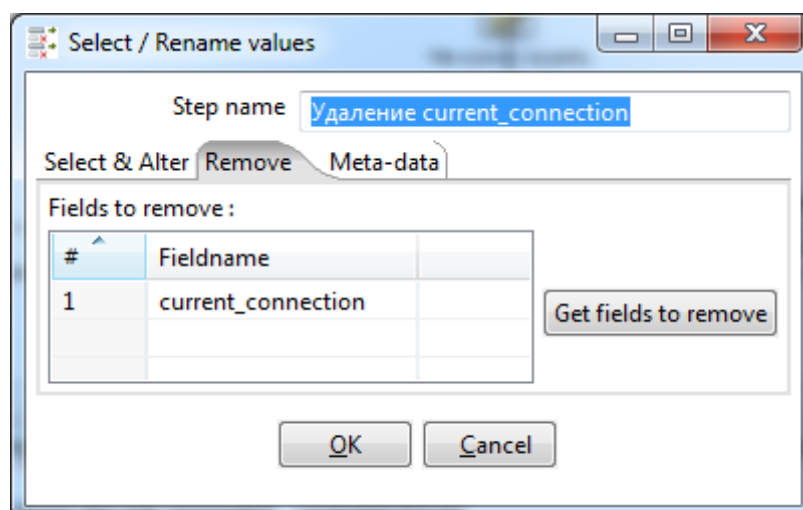 Select / Rename values
Step name Удаление current_connection
Select & Alter Remove Meta-data
Fields to remove :
# Fieldname
1 current_connection
Get fields to remove
OK Cancel